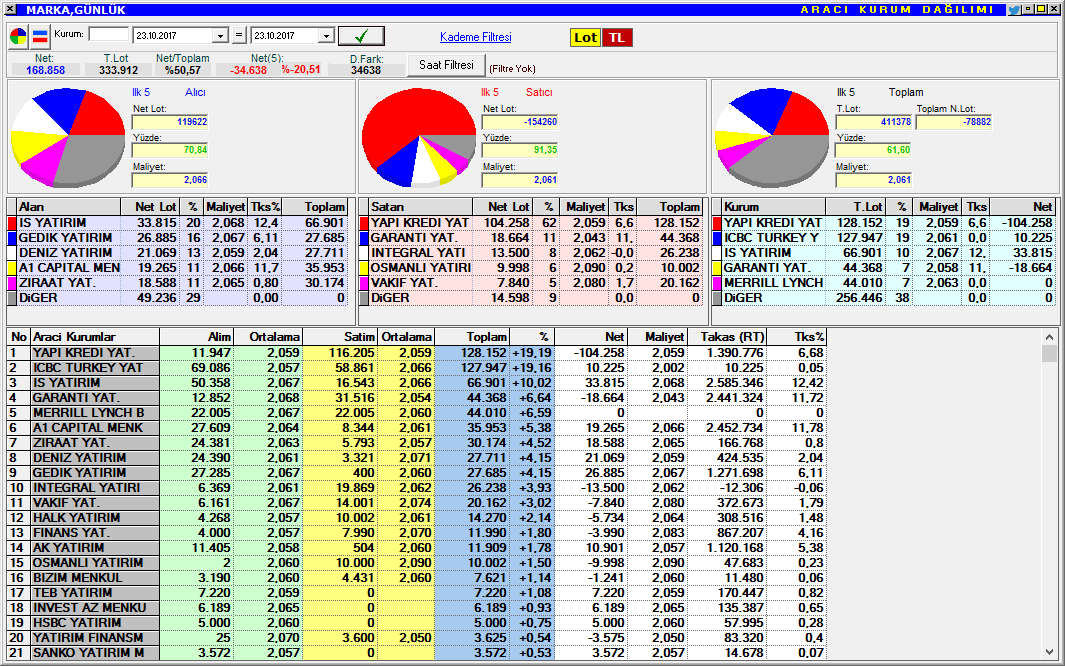 MARKA,GÜNLÜK ARACI KURUM DAĞILIMI
Kurum: 23.10.2017 = 23.10.2017 Kademe Filtresi Lot TL
Net: T.Lot Net/Toplam Net(5): D.Fark: Saat Filtresi (Filtre Yok)
168.858 333.912 %50,57 -34.638 %-20,51 34638
Ilk 5 Alıcı
Net Lot:
119622
Yüzde:
70,84
Maliyet:
2,066
Ilk 5 Satıcı
Net Lot:
-154260
Yüzde:
91,35
Maliyet:
2,061
Ilk 5 Toplam
T.Lot: Toplam N.Lot:
411378 -78882
Yüzde:
61,60
Maliyet:
2,061
Alan Net Lot % Maliyet Tks% Toplam
IS YATIRIM 33.815 20 2,068 12,4 66.901
GEDIK YATIRIM 26.885 16 2,067 6,11 27.685
DENIZ YATIRIM 21.069 13 2,059 2,04 27.711
A1 CAPITAL MEN 19.265 11 2,066 11,7 35.953
ZIRAAT YAT. 18.588 11 2,065 0,80 30.174
DiGER 49.236 29 0,00 0
Satan Net Lot % Maliyet Tks Toplam
YAPI KREDI YAT 104.258 62 2,059 6,6 128.152
GARANTI YAT. 18.664 11 2,043 11, 44.368
INTEGRAL YATI 13.500 8 2,062 -0,0 26.238
OSMANLI YATIRI 9.998 6 2,090 0,2 10.002
VAKIF YAT. 7.840 5 2,080 1,7 20.162
DiGER 14.598 9 0,0 0
Kurum T.Lot % Maliyet Tks Net
YAPI KREDI YAT 128.152 19 2,059 6,6 -104.258
ICBC TURKEY Y 127.947 19 2,061 0,0 10.225
IS YATIRIM 66.901 10 2,067 12, 33.815
GARANTI YAT. 44.368 7 2,058 11, -18.664
MERRILL LYNCH 44.010 7 2,063 0,0 0
DiGER 256.446 38 0,0 0
No Araci Kurumlar Alim Ortalama Satim Ortalama Toplam % Net Maliyet Takas (RT) Tks%
1 YAPI KREDI YAT. 11.947 2,059 116.205 2,059 128.152 +19,19 -104.258 2,059 1.390.776 6,68
2 ICBC TURKEY YAT 69.086 2,057 58.861 2,066 127.947 +19,16 10.225 2,002 10.225 0,05
3 IS YATIRIM 50.358 2,067 16.543 2,066 66.901 +10,02 33.815 2,068 2.585.346 12,42
4 GARANTI YAT. 12.852 2,068 31.516 2,054 44.368 +6,64 -18.664 2,043 2.441.324 11,72
5 MERRILL LYNCH B 22.005 2,067 22.005 2,060 44.010 +6,59 0 0 0
6 A1 CAPITAL MENK 27.609 2,064 8.344 2,061 35.953 +5,38 19.265 2,066 2.452.734 11,78
7 ZIRAAT YAT. 24.381 2,063 5.793 2,057 30.174 +4,52 18.588 2,065 166.768 0,8
8 DENIZ YATIRIM 24.390 2,061 3.321 2,071 27.711 +4,15 21.069 2,059 424.535 2,04
9 GEDIK YATIRIM 27.285 2,067 400 2,060 27.685 +4,15 26.885 2,067 1.271.698 6,11
10 INTEGRAL YATIRI 6.369 2,061 19.869 2,062 26.238 +3,93 -13.500 2,062 -12.306 -0,06
11 VAKIF YAT. 6.161 2,067 14.001 2,074 20.162 +3,02 -7.840 2,080 372.673 1,79
12 HALK YATIRIM 4.268 2,057 10.002 2,061 14.270 +2,14 -5.734 2,064 308.516 1,48
13 FINANS YAT. 4.000 2,057 7.990 2,070 11.990 +1,80 -3.990 2,083 867.207 4,16
14 AK YATIRIM 11.405 2,058 504 2,060 11.909 +1,78 10.901 2,057 1.120.168 5,38
15 OSMANLI YATIRIM 2 2,060 10.000 2,090 10.002 +1,50 -9.998 2,090 47.683 0,23
16 BIZIM MENKUL 3.190 2,060 4.431 2,060 7.621 +1,14 -1.241 2,060 11.480 0,06
17 TEB YATIRIM 7.220 2,059 0 7.220 +1,08 7.220 2,059 170.447 0,82
18 INVEST AZ MENKU 6.189 2,065 0 6.189 +0,93 6.189 2,065 135.387 0,65
19 HSBC YATIRIM 5.000 2,060 0 5.000 +0,75 5.000 2,060 57.995 0,28
20 YATIRIM FINANSM 25 2,070 3.600 2,050 3.625 +0,54 -3.575 2,050 83.320 0,4
21 SANKO YATIRIM M 3.572 2,057 0 3.572 +0,53 3.572 2,057 14.678 0,07